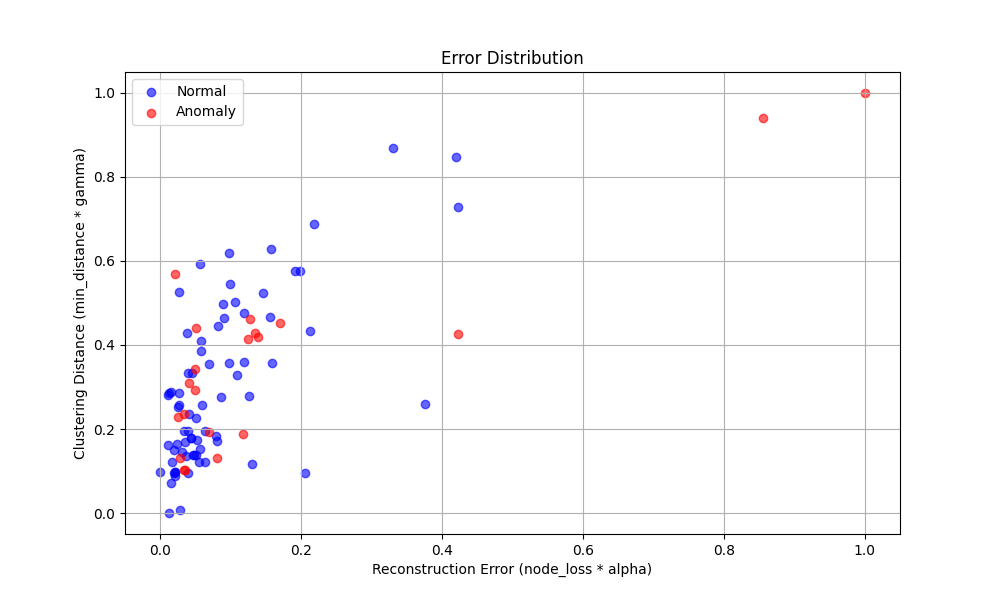 Error Distribution
Normal
Anomaly
1.0
0.8
0.6
0.4
0.2
0.0
Clustering Distance (min_distance * gamma)
0.0 0.2 0.4 0.6 0.8 1.0
Reconstruction Error (node_loss * alpha)